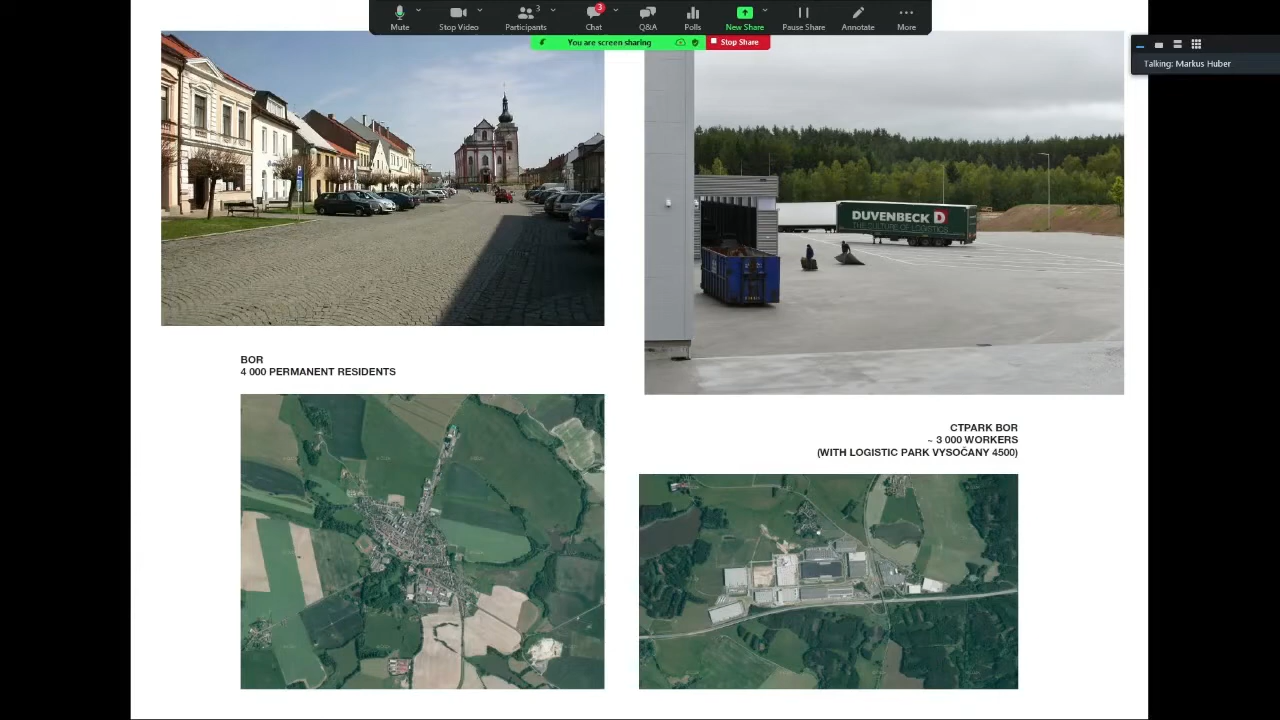 Mute
Stop Video
3
Participants
3
Chat
Q&A
Polls
New Share
Pause Share
Annotate
More
You are screen sharing
Stop Share
Talking: Markus Huber
DUVENBECK D
THE FUTURE OF LOGISTICS
BOR
4 000 PERMANENT RESIDENTS
CTPARK BOR
~ 3 000 WORKERS
(WITH LOGISTIC PARK VYSOČANY 4500)